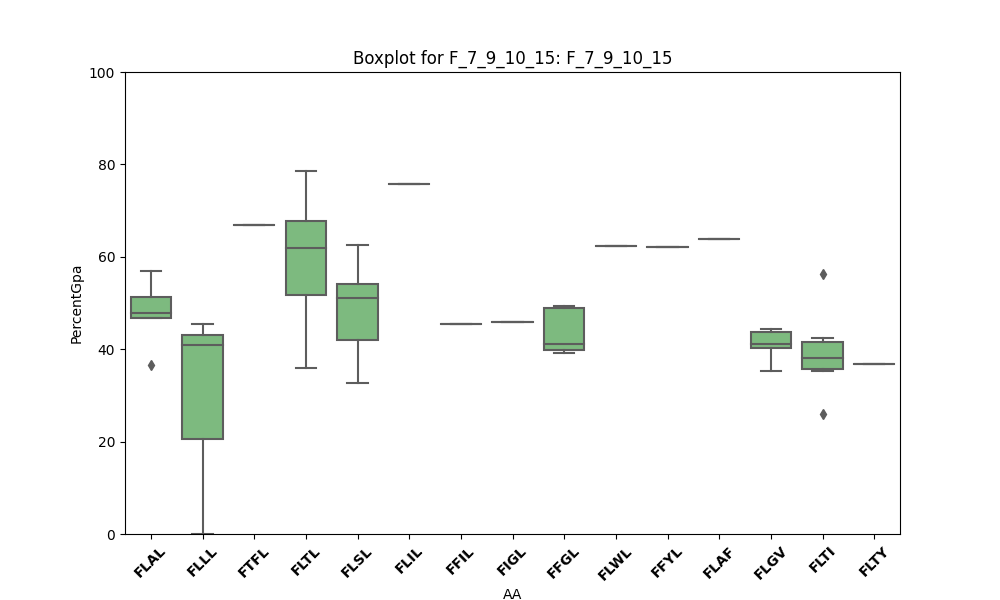 Boxplot for F_7_9_10_15: F_7_9_10_15
PercentGpa
100
80
60
40
20
0
FLAL FLLL FTFL FLTL FLSL FLIL FFIL FIGL FFGL FLWL FFYL FLAF FLGV FLTI FLTY
AA